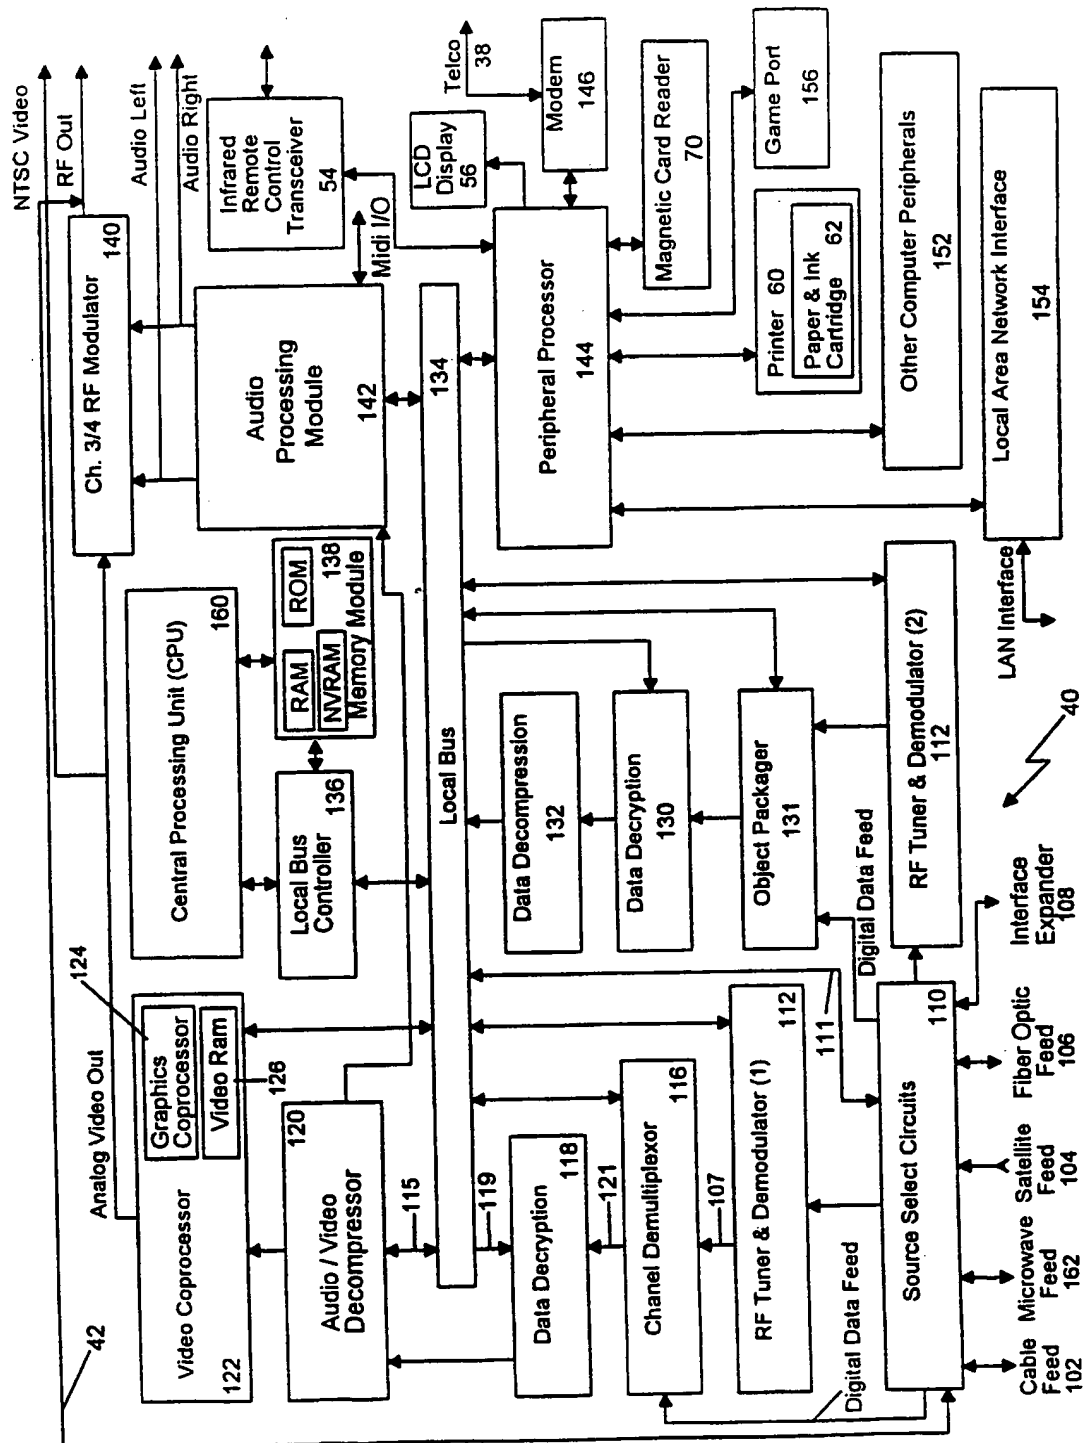 NTSC Video
RF Out
Audio Left
Audio Right
Ch. 3/4 RF Modulator
140
Infrared
Remote
Control
Transceiver
54
LCD
Display
56
Telco
38
Modem
146
Magnetic Card Reader
70
Game Port
156
Midi I/O
Audio
Processing
Module
142
134
Peripheral Processor
144
Printer 60
Paper & Ink
Cartridge
62
Other Computer Peripherals
152
Local Area Network Interface
154
LAN Interface
Central Processing Unit (CPU)
160
RAM
ROM
NVRAM
138
Memory Module
Local Bus
Controller
136
Local Bus
Data Decompression
132
Data Decryption
130
Object Packager
131
Digital Data Feed
RF Tuner & Demodulator (2)
112
40
42
Analog Video Out
124
Video Coprocessor
122
Graphics
Coprocessor
Video Ram
126
Audio / Video
Decompressor
120
115
119
Data Decryption
118
121
Chanel Demultiplexor
116
107
RF Tuner & Demodulator (1)
112
111
Digital Data Feed
Source Select Circuits
110
Cable
Feed
102
Microwave
Feed
162
Satellite
Feed
104
Fiber Optic
Feed
106
Interface
Expander
108